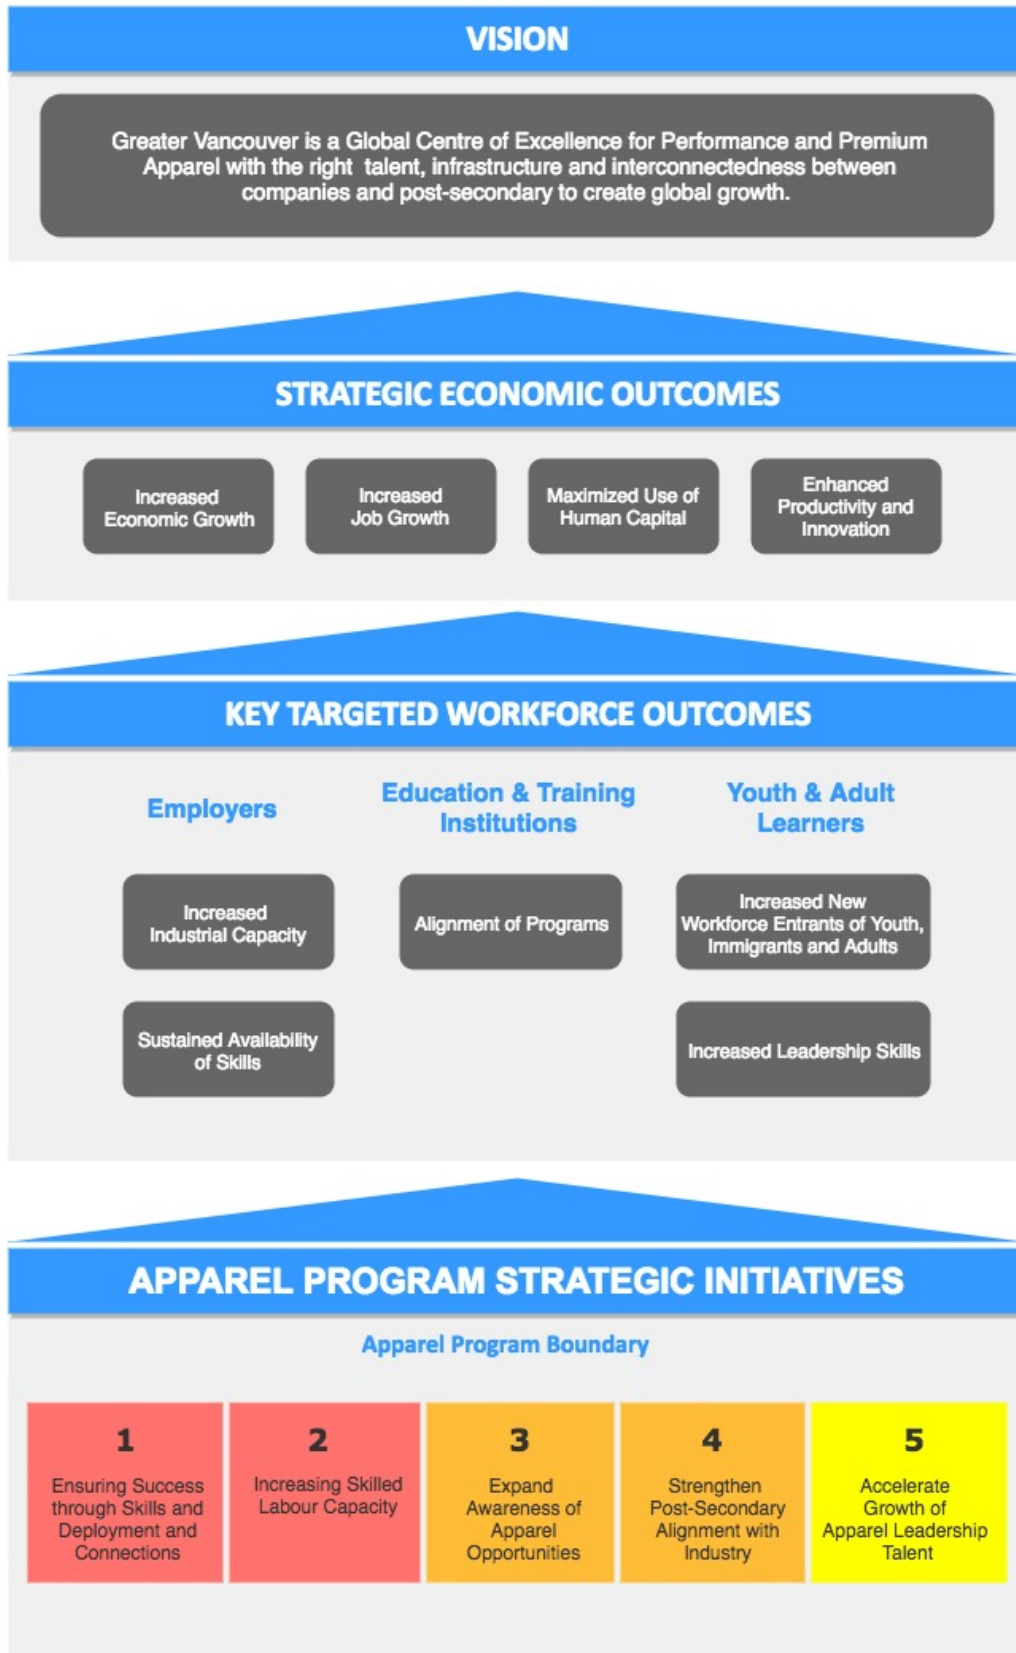 VISION
Greater Vancouver is a Global Centre of Excellence for Performance and Premium
Apparel with the right talent, infrastructure and interconnectedness between
companies and post-secondary to create global growth.
STRATEGIC ECONOMIC OUTCOMES
Increased
Economic Growth
Increased
Job Growth
Maximized Use of
Human Capital
Enhanced
Productivity and
Innovation
KEY TARGETED WORKFORCE OUTCOMES
Employers
Education & Training
Institutions
Youth & Adult
Learners
Increased
Industrial Capacity
Alignment of Programs
Increased New
Workforce Entrants of Youth,
Immigrants and Adults
Sustained Availability
of Skills
Increased Leadership Skills
APPAREL PROGRAM STRATEGIC INITIATIVES
Apparel Program Boundary
1
Ensuring Success
through Skills and
Deployment and
Connections
2
Increasing Skilled
Labour Capacity
3
Expand
Awareness of
Apparel
Opportunities
4
Strengthen
Post-Secondary
Alignment with
Industry
5
Accelerate
Growth of
Apparel Leadership
Talent